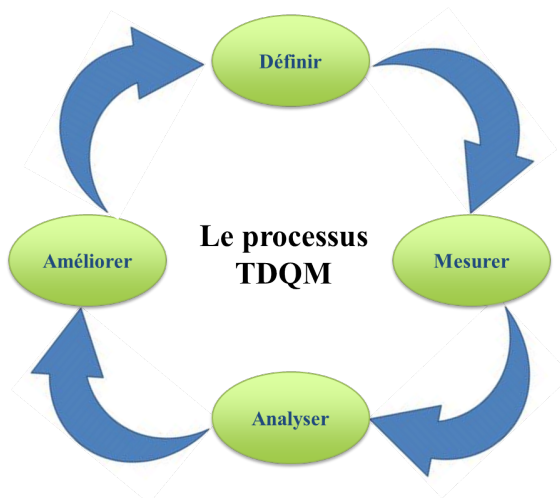 Définir
Le processus
TDQM
Améliorer
Mesurer
Analyser